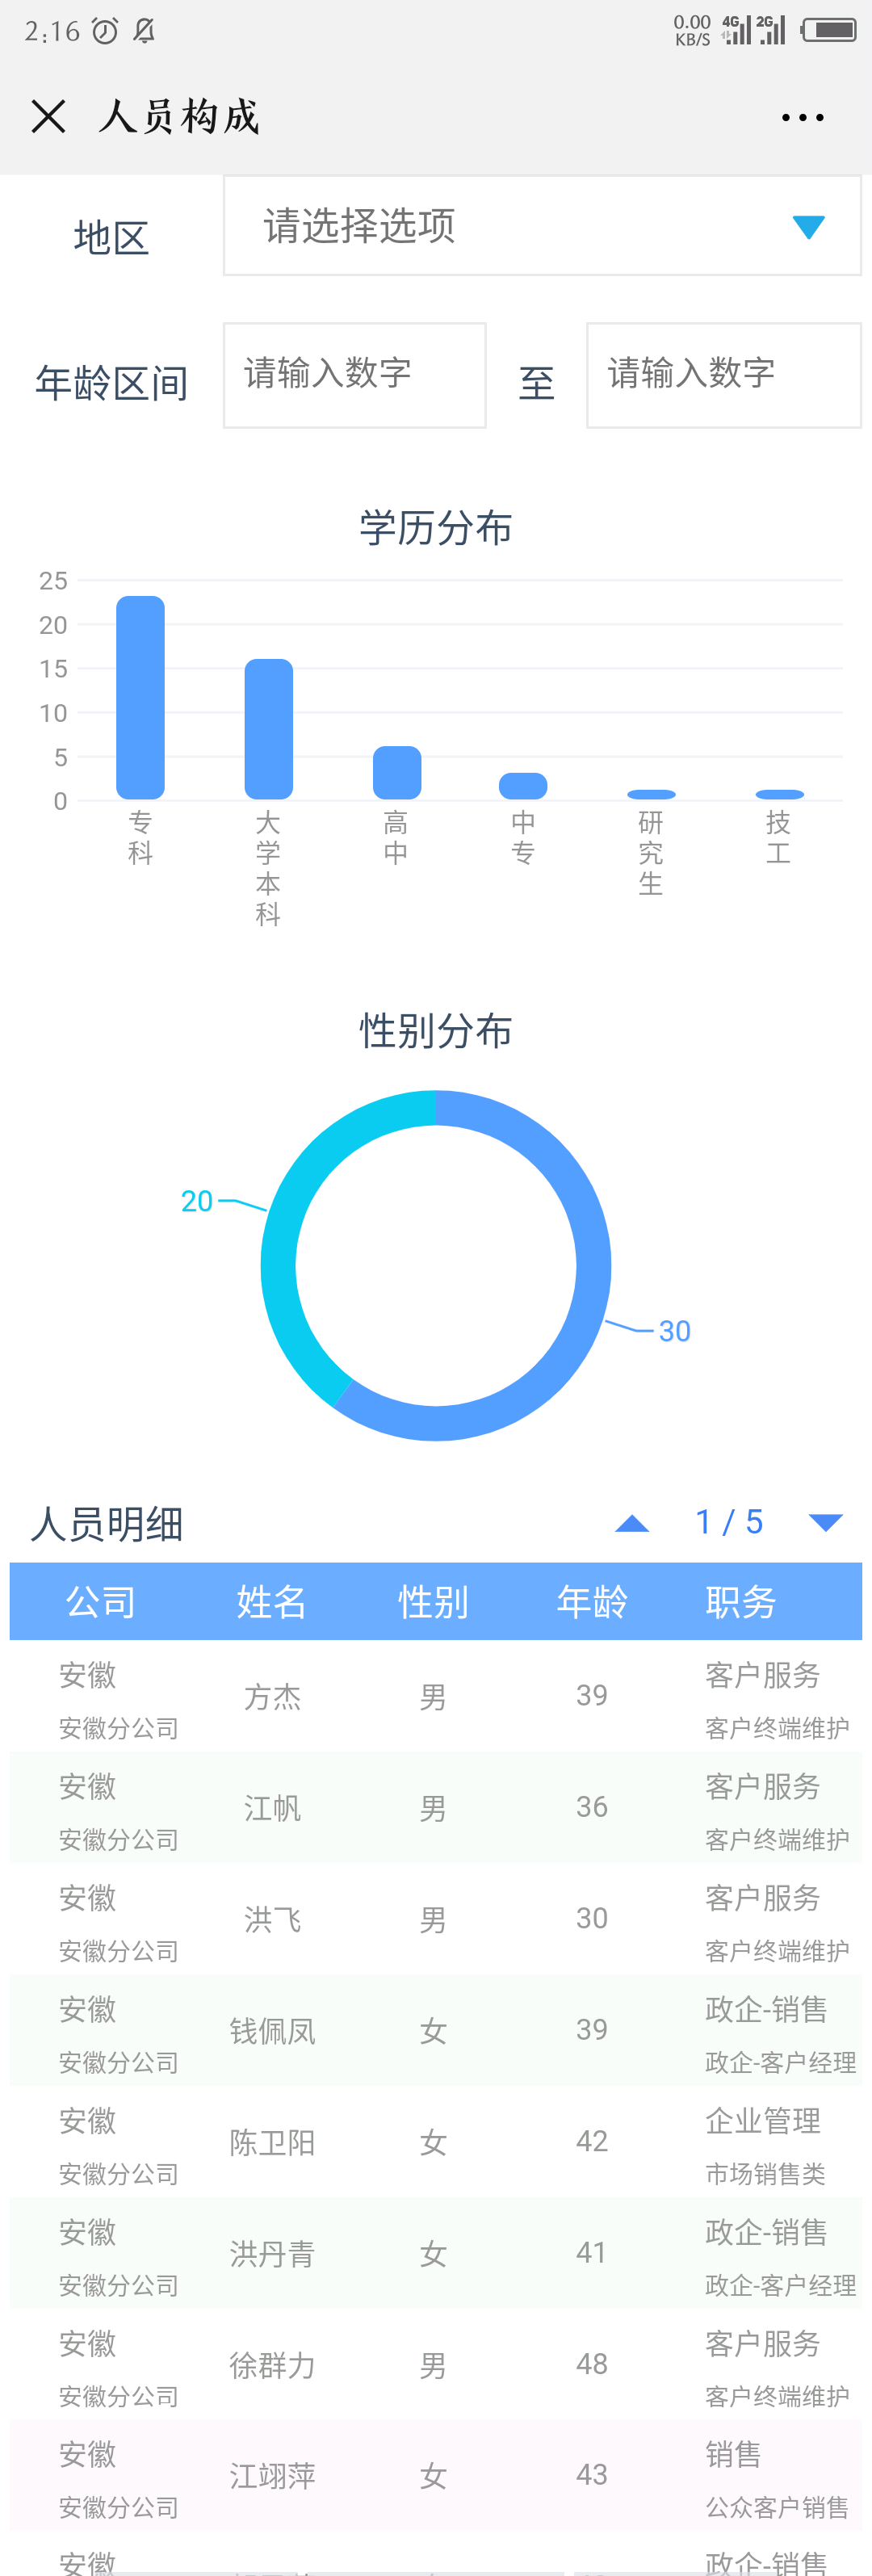 2:16
0.00 KB/S 4G 2G
人员构成
地区 请选择选项
年龄区间 请输入数字 至 请输入数字
学历分布
25
20
15
10
5
0
专科 大学本科 高中 中专 研究生 技工
性别分布
20
30
人员明细 1 / 5
公司 姓名 性别 年龄 职务
安徽 客户服务
方杰 男 39
安徽分公司 客户终端维护
安徽 客户服务
江帆 男 36
安徽分公司 客户终端维护
安徽 客户服务
洪飞 男 30
安徽分公司 客户终端维护
安徽 政企-销售
钱佩凤 女 39
安徽分公司 政企-客户经理
安徽 企业管理
陈卫阳 女 42
安徽分公司 市场销售类
安徽 政企-销售
洪丹青 女 41
安徽分公司 政企-客户经理
安徽 客户服务
徐群力 男 48
安徽分公司 客户终端维护
安徽 销售
江翊萍 女 43
安徽分公司 公众客户销售
安徽 政企-销售